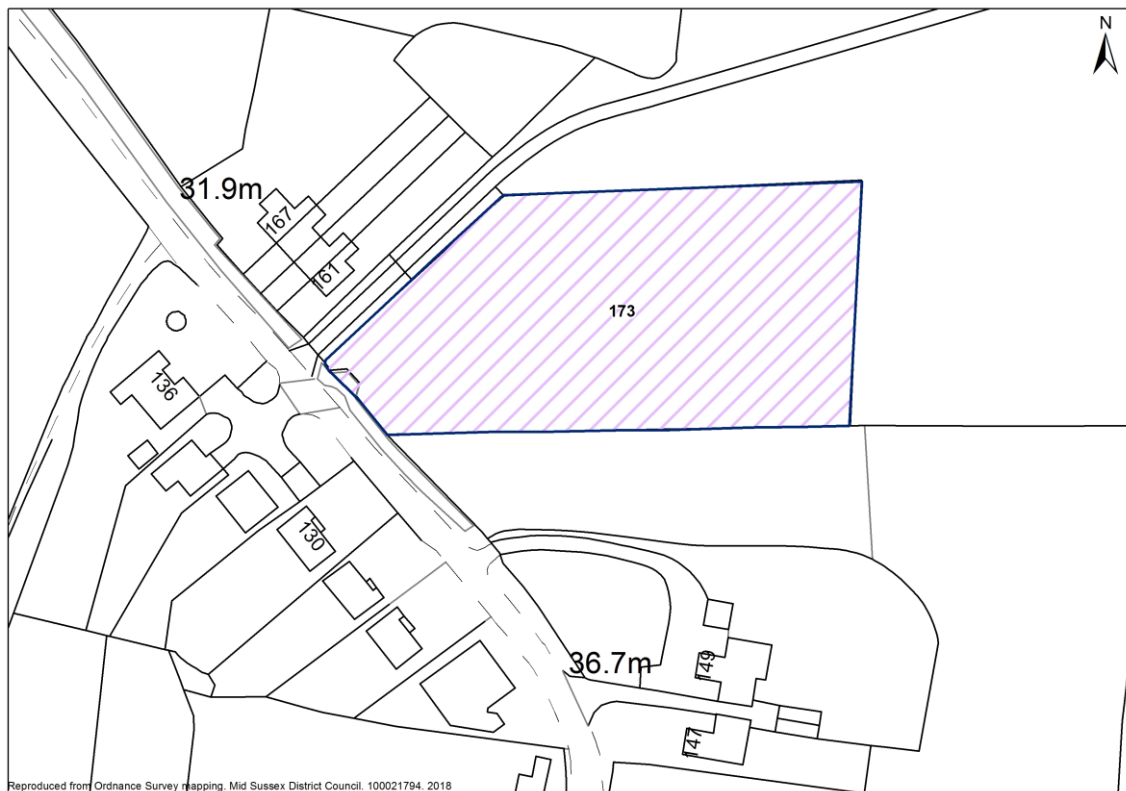 N
31.9m
167
161
173
136
130
36.7m
149
147
Reproduced from Ordnance Survey mapping. Mid Sussex District Council. 100021794. 2018